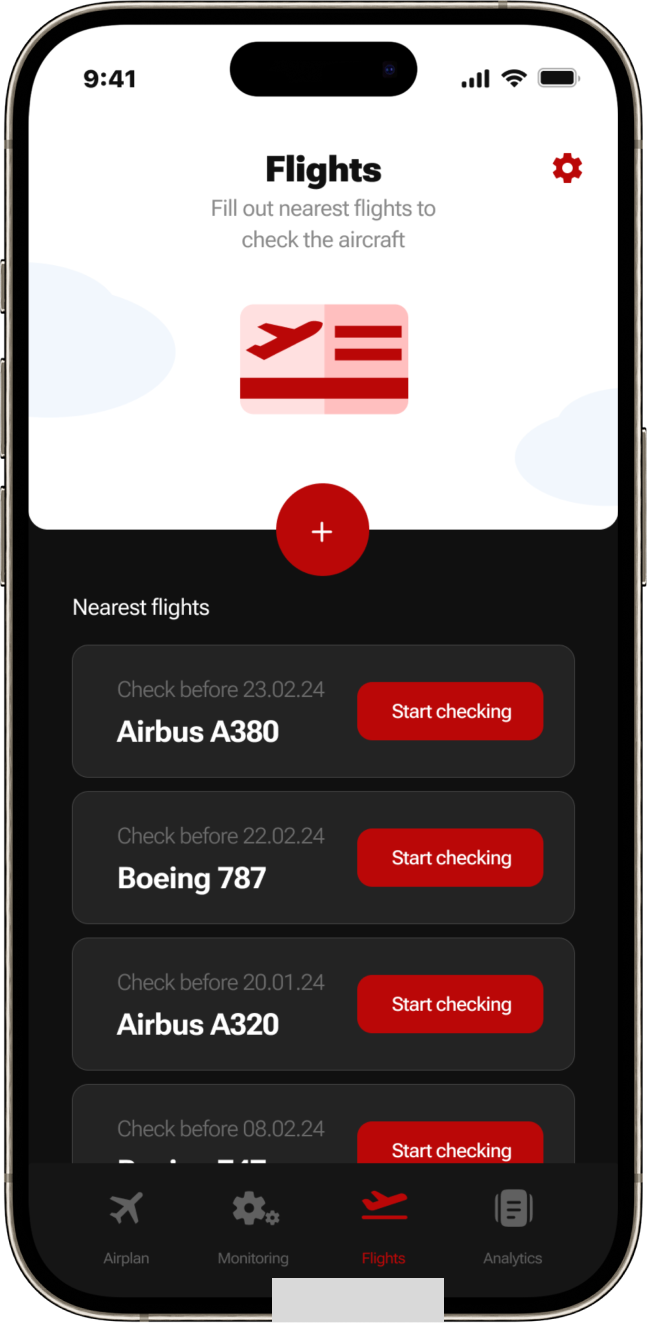 9:41
Flights
Fill out nearest flights to
check the aircraft
+
Nearest flights
Check before 23.02.24
Airbus A380
Start checking
Check before 22.02.24
Boeing 787
Start checking
Check before 20.01.24
Airbus A320
Start checking
Check before 08.02.24
Start checking
Airplan
Monitoring
Flights
Analytics